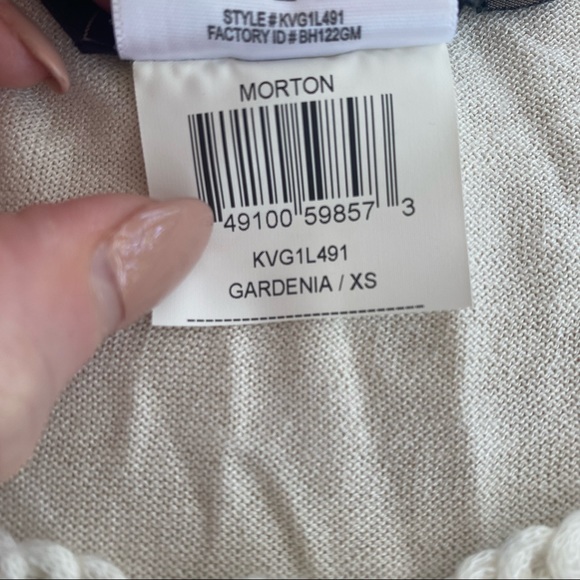 STYLE#KVG1L491
FACTORY ID# BH122GM
MORTON
49100 59857 3
KVG1L491
GARDENIA / XS